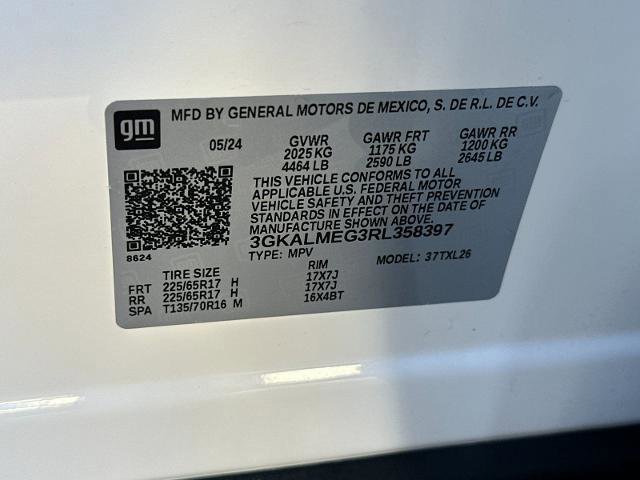 gm
MFD BY GENERAL MOTORS DE MEXICO, S. DE R.L. DE C.V.
05/24 GVWR GAWR FRT GAWR RR
2025 KG 1175 KG 1200 KG
4464 LB 2590 LB 2645 LB
THIS VEHICLE CONFORMS TO ALL
APPLICABLE U.S. FEDERAL MOTOR
VEHICLE SAFETY AND THEFT PREVENTION
STANDARDS IN EFFECT ON THE DATE OF
MANUFACTURE SHOWN ABOVE.
3GKALMEG3RL358397
8624 TYPE: MPV MODEL: 37TXL26
TIRE SIZE RIM
FRT 225/65R17 H 17X7J
RR 225/65R17 H 17X7J
SPA T135/70R16 M 16X4BT